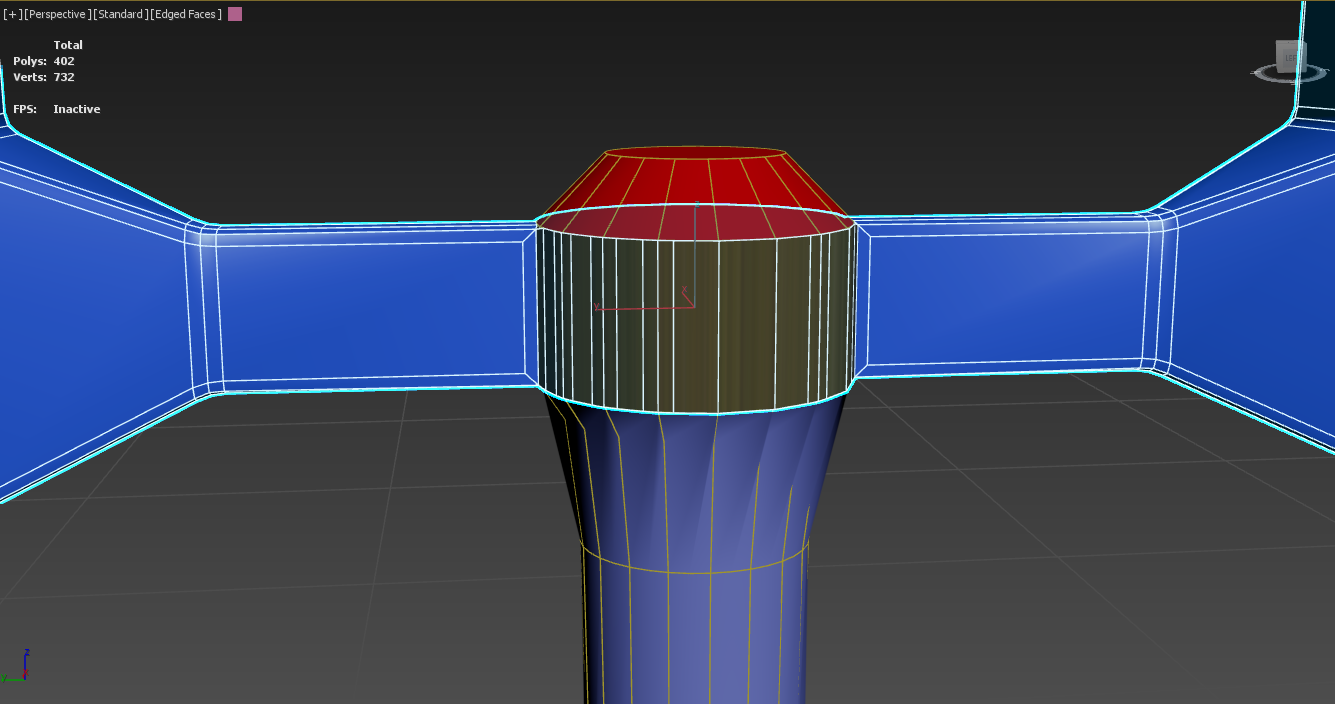 [+][Perspective][Standard][Edged Faces]
Total
Polys: 402
Verts: 732
FPS: Inactive
z
x
y
z
y